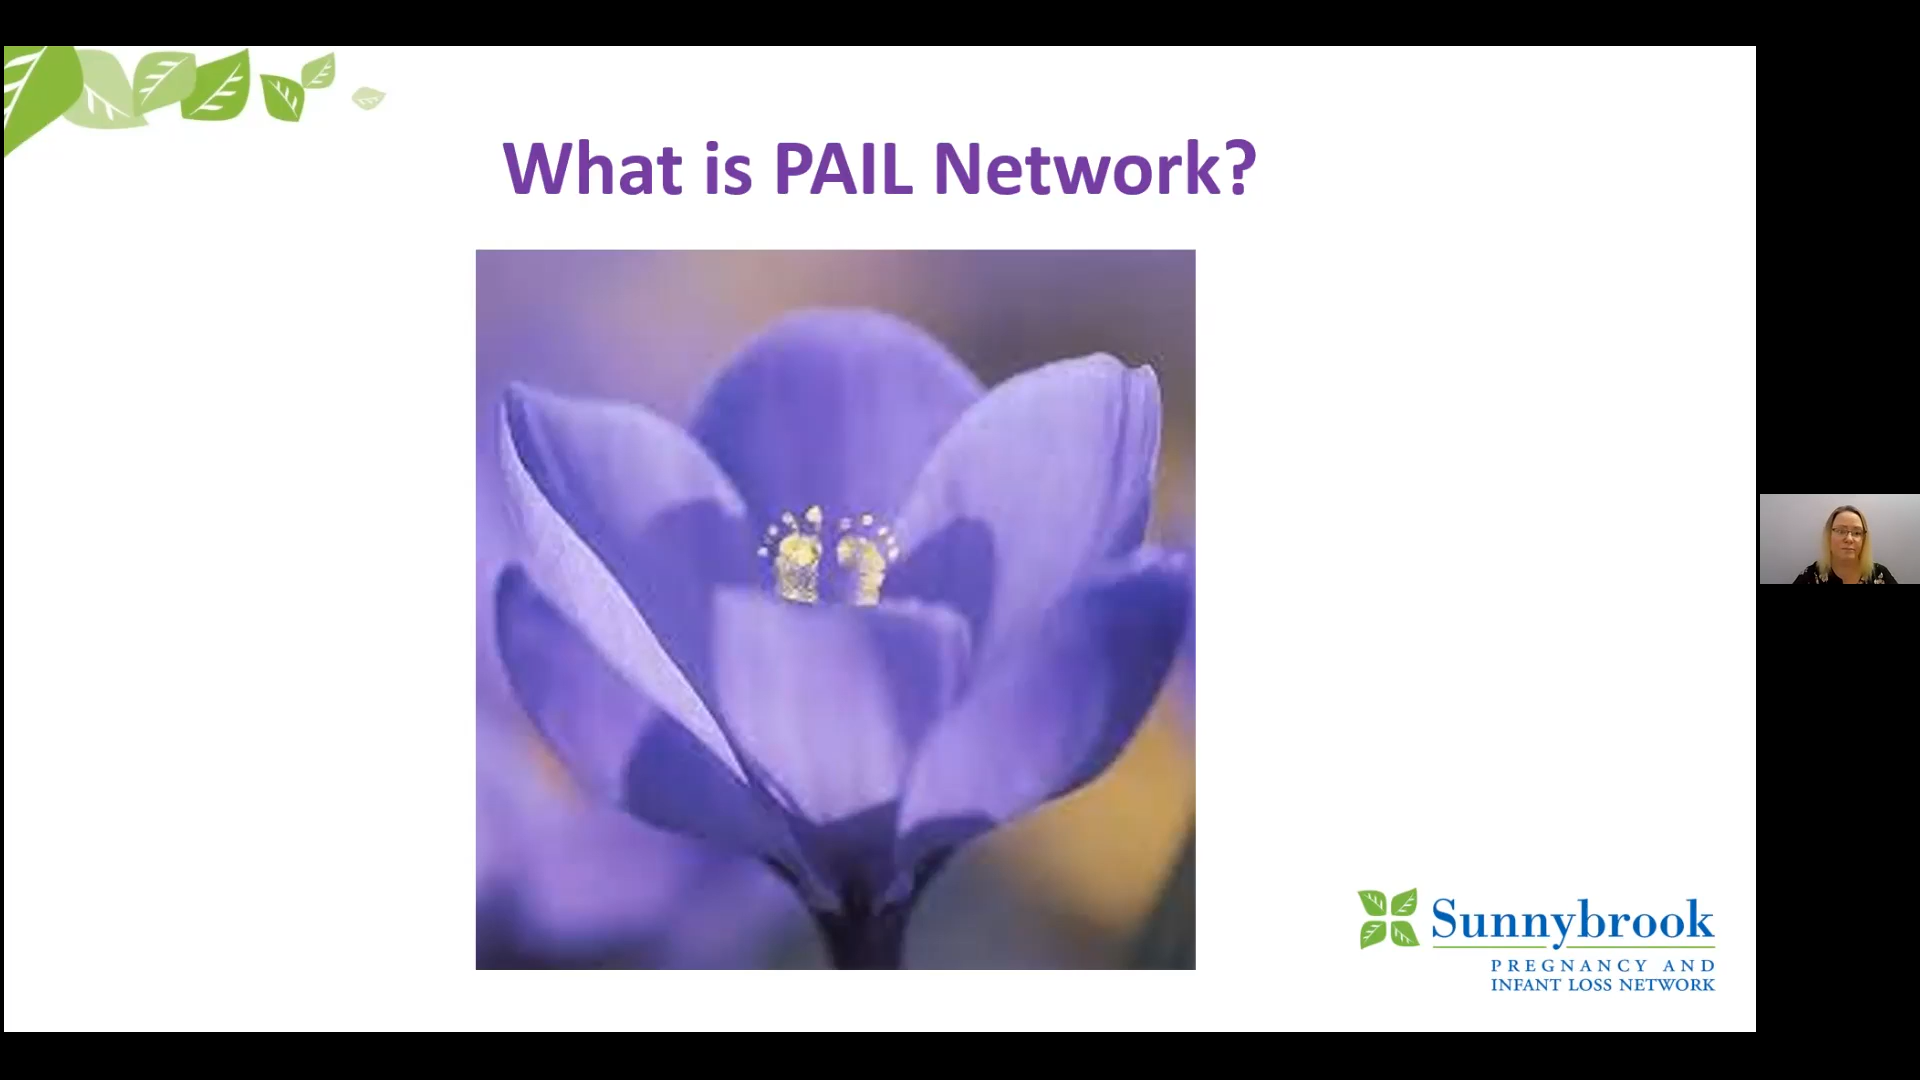 What is PAIL Network?
Sunnybrook
PREGNANCY AND
INFANT LOSS NETWORK